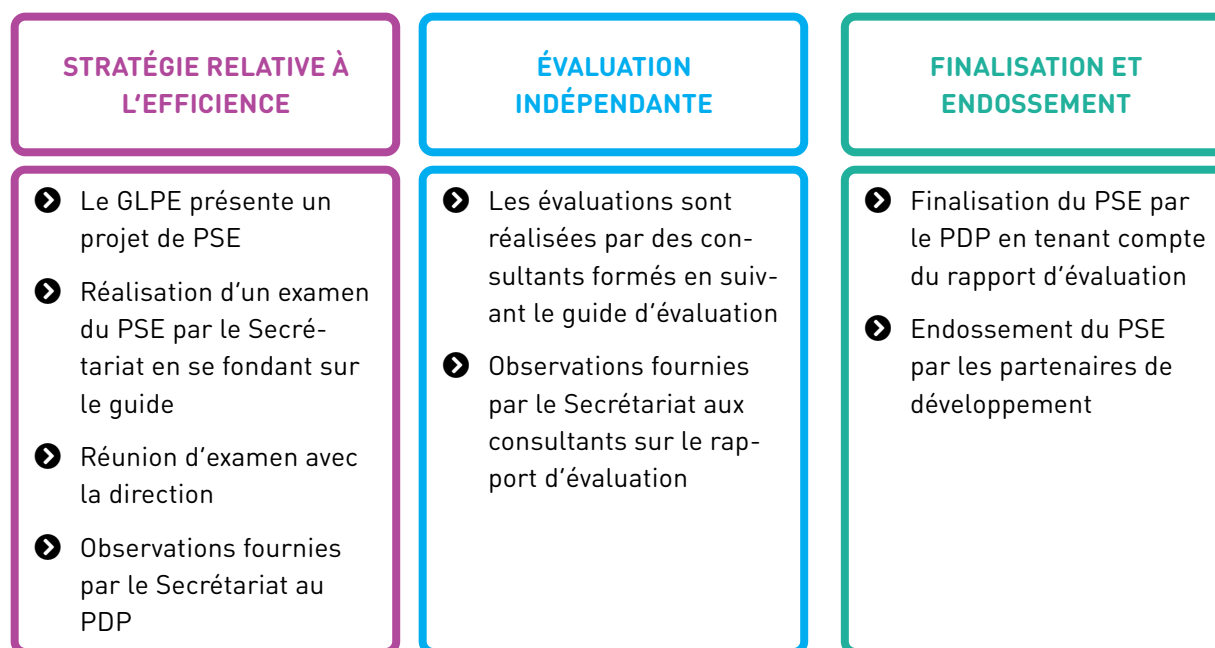 STRATÉGIE RELATIVE À
L’EFFICIENCE
Le GLPE présente un
projet de PSE
Réalisation d’un examen
du PSE par le Secré-
tariat en se fondant sur
le guide
Réunion d’examen avec
la direction
Observations fournies
par le Secrétariat au
PDP
ÉVALUATION
INDÉPENDANTE
Les évaluations sont
réalisées par des con-
sultants formés en suiv-
ant le guide d’évaluation
Observations fournies
par le Secrétariat aux
consultants sur le rap-
port d’évaluation
FINALISATION ET
ENDOSSEMENT
Finalisation du PSE par
le PDP en tenant compte
du rapport d’évaluation
Endossement du PSE
par les partenaires de
développement